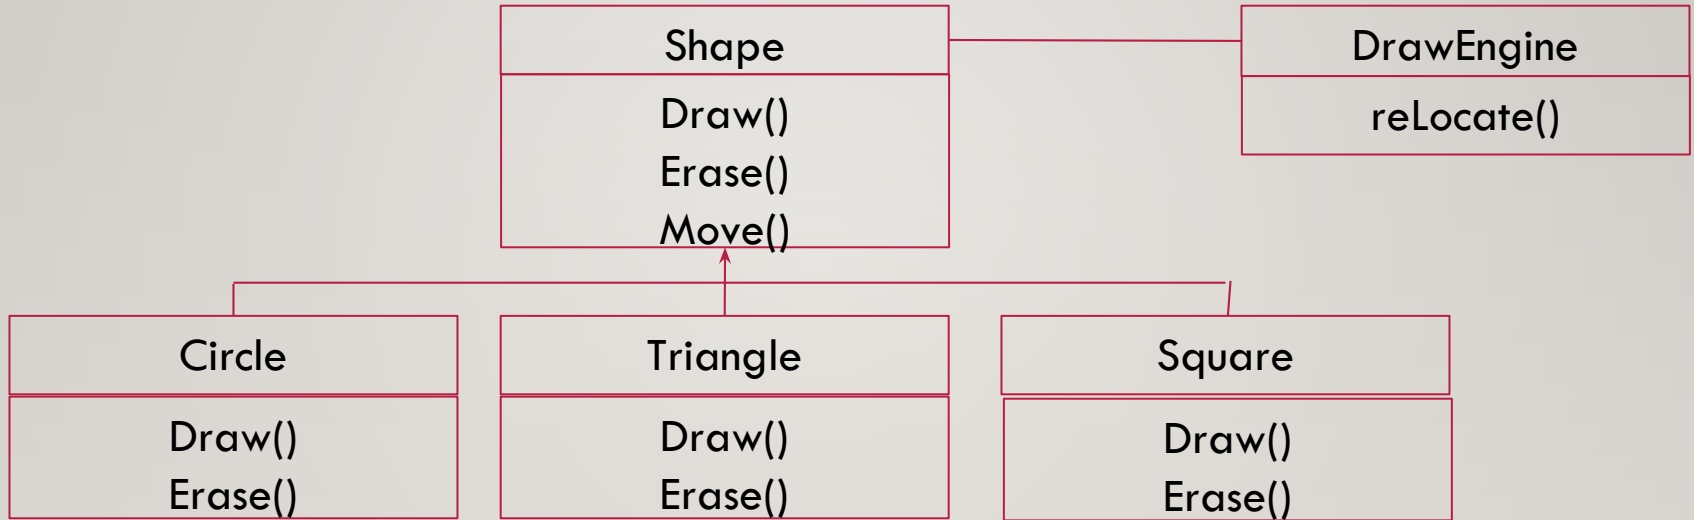 Shape
Draw()
Erase()
Move()
DrawEngine
reLocate()
Circle
Draw()
Erase()
Triangle
Draw()
Erase()
Square
Draw()
Erase()